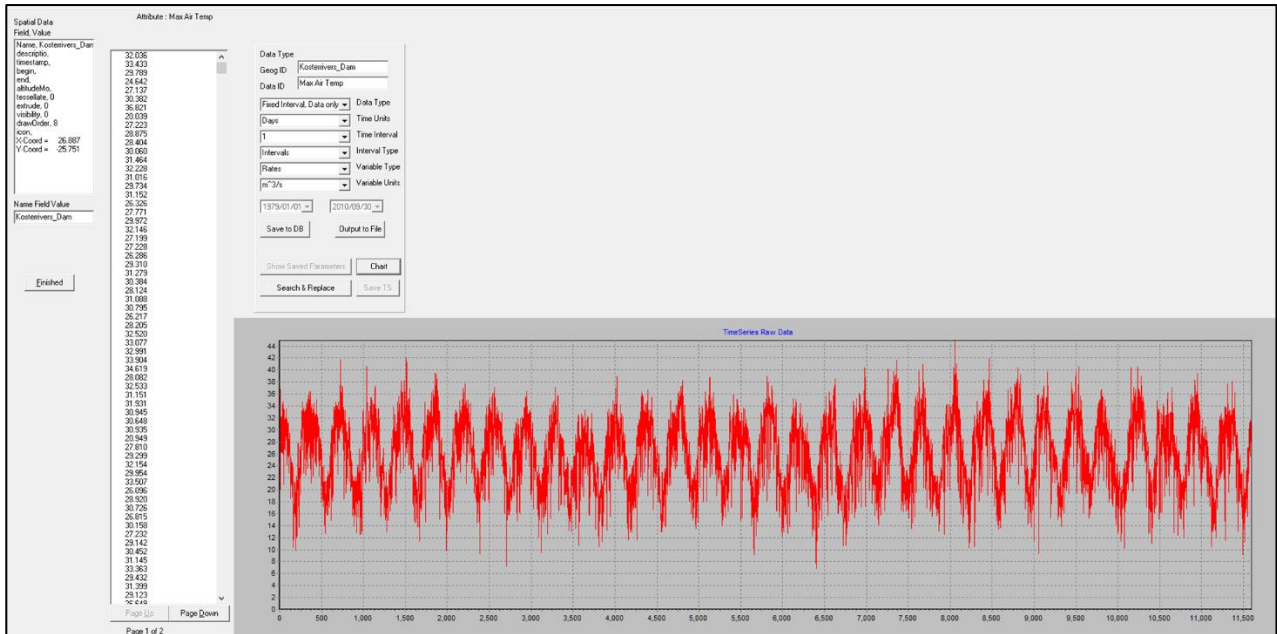 Attribute : Max Air Temp
Spatial Data
Field, Value
Name, Kosterrivers_Dam
descriptio,
timestamp,
begin,
end,
altitudeMo,
tessellate, 0
extrude, 0
visibility, 0
drawOrder, 8
icon,
X-Coord = 26.887
Y-Coord = -25.751
Name Field Value
Kosterrivers_Dam
Finished
32.036
33.433
29.789
24.642
27.137
30.382
36.821
20.039
27.223
28.875
28.404
30.060
31.464
32.228
31.016
29.734
31.152
26.326
27.771
29.972
32.146
27.199
27.228
26.286
29.310
31.279
30.384
28.124
31.088
30.795
26.217
28.205
32.520
33.077
32.991
33.904
34.619
28.082
32.533
31.151
31.931
30.945
30.648
30.935
20.949
27.810
29.299
32.154
29.954
33.507
26.096
28.920
30.726
26.815
30.158
27.232
29.142
30.452
31.145
33.363
29.432
31.399
29.123
Page Up
Page Down
Page 1 of 2
Data Type
Geog ID
Kosterrivers_Dam
Data ID
Max Air Temp
Fixed Interval, Data only
Data Type
Days
Time Units
1
Time Interval
Intervals
Interval Type
Rates
Variable Type
m^3/s
Variable Units
1979/01/01
2010/09/30
Save to DB
Output to File
Show Saved Parameters
Chart
Search & Replace
Save TS
TimeSeries Raw Data
44
42
40
38
36
34
32
30
28
26
24
22
20
18
16
14
12
10
8
6
4
2
0
0 500 1,000 1,500 2,000 2,500 3,000 3,500 4,000 4,500 5,000 5,500 6,000 6,500 7,000 7,500 8,000 8,500 9,000 9,500 10,000 10,500 11,000 11,500